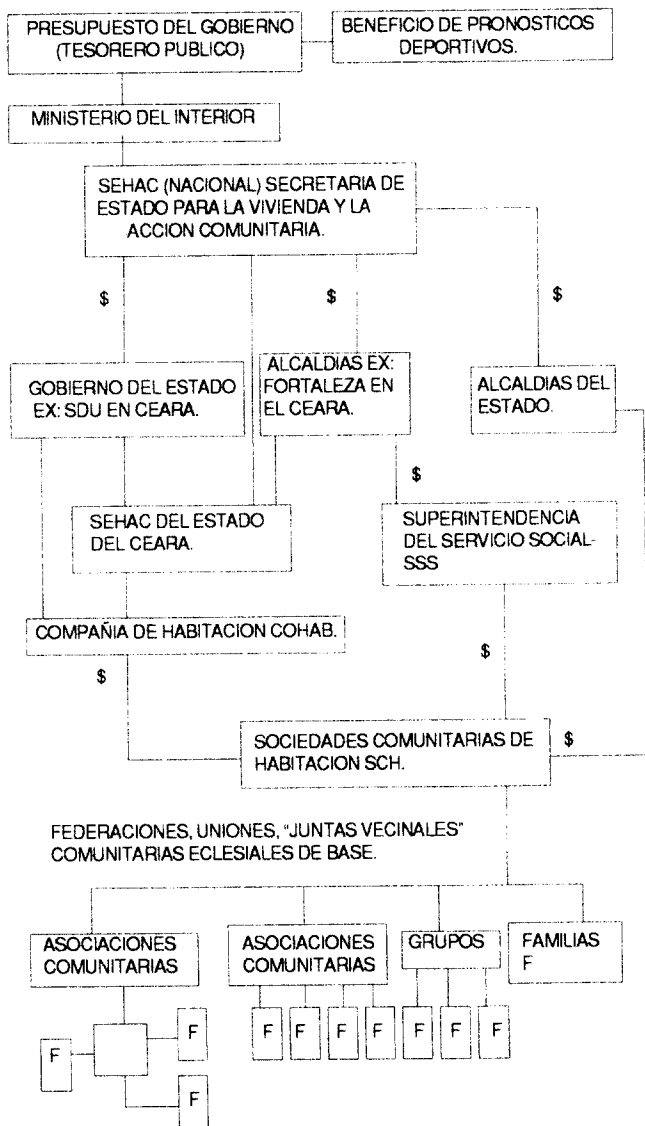 PRESUPUESTO DEL GOBIERNO
(TESORERO PUBLICO)
BENEFICIO DE PRONOSTICOS
DEPORTIVOS.
MINISTERIO DEL INTERIOR
SEHAC (NACIONAL) SECRETARIA DE
ESTADO PARA LA VIVIENDA Y LA
ACCION COMUNITARIA.
$
$
$
GOBIERNO DEL ESTADO
EX: SDU EN CEARA.
ALCALDIAS EX:
FORTALEZA EN
EL CEARA.
ALCALDIAS DEL
ESTADO.
$
SEHAC DEL ESTADO
DEL CEARA.
SUPERINTENDENCIA
DEL SERVICIO SOCIAL-
SSS
COMPAÑIA DE HABITACION COHAB.
$
$
SOCIEDADES COMUNITARIAS DE
HABITACION SCH.
$
FEDERACIONES, UNIONES, "JUNTAS VECINALES"
COMUNITARIAS ECLESIALES DE BASE.
ASOCIACIONES
COMUNITARIAS
ASOCIACIONES
COMUNITARIAS
GRUPOS
FAMILIAS
F
F
F
F
F F F F F F F